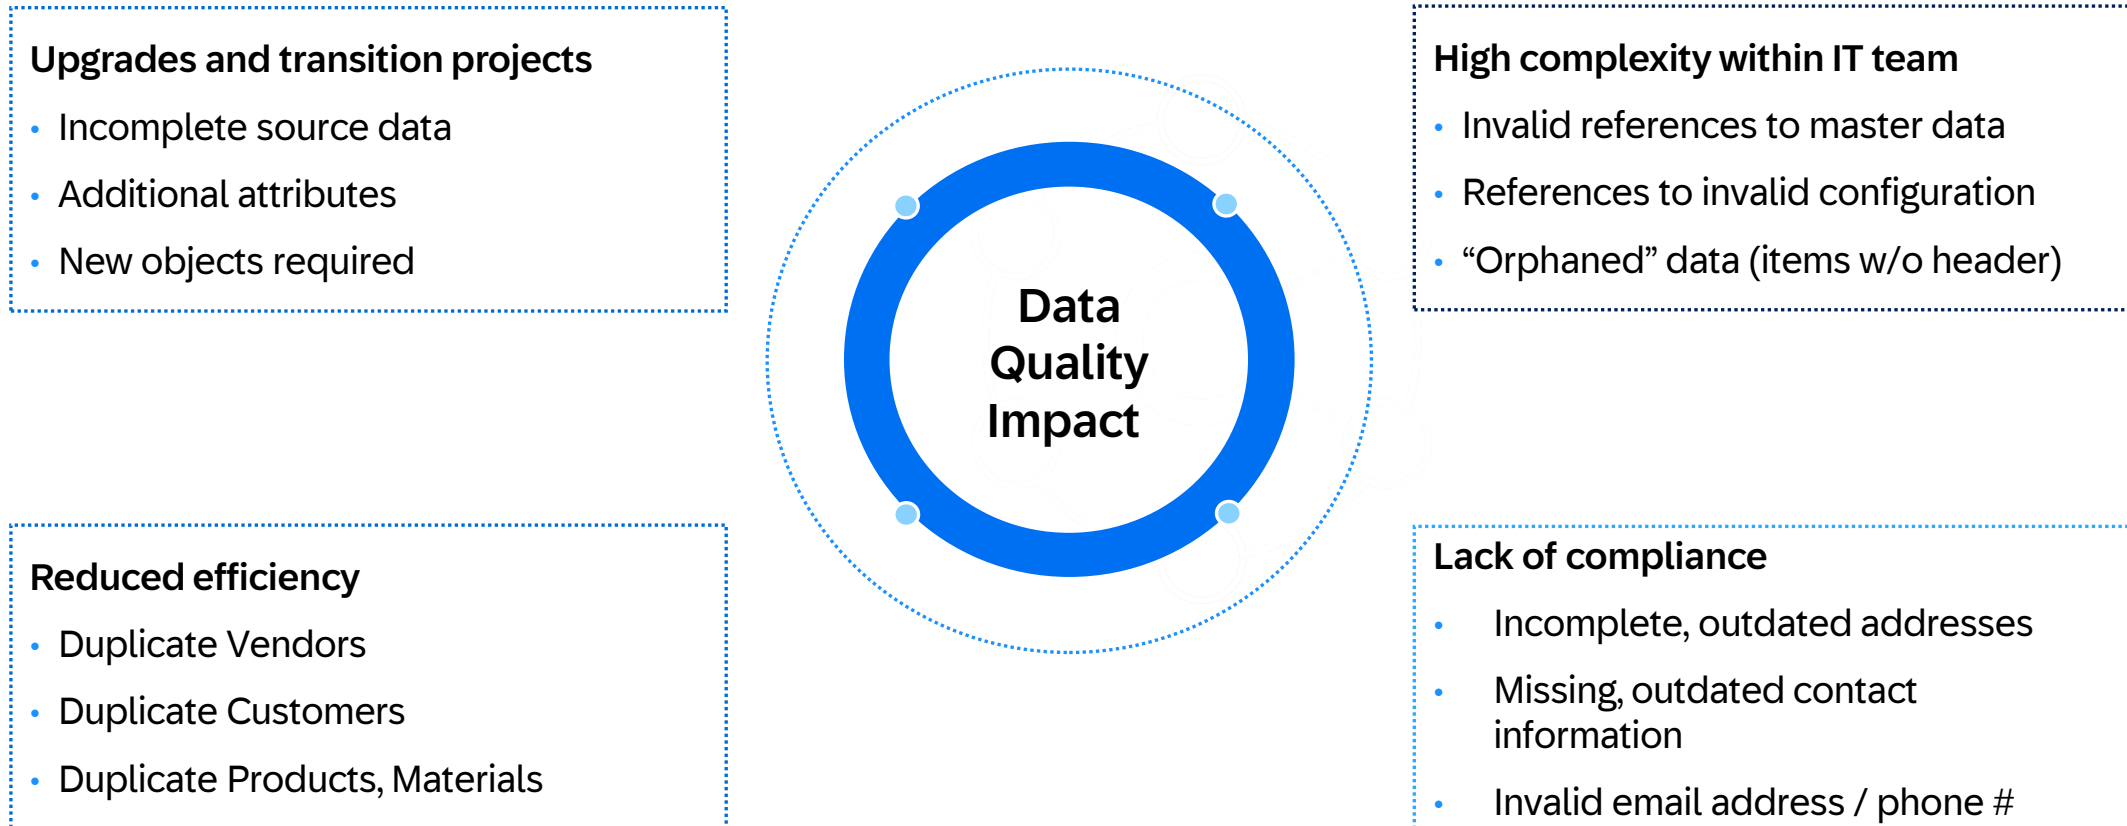 Upgrades and transition projects
• Incomplete source data
• Additional attributes
• New objects required
High complexity within IT team
• Invalid references to master data
• References to invalid configuration
• “Orphaned” data (items w/o header)
Data
Quality
Impact
Reduced efficiency
• Duplicate Vendors
• Duplicate Customers
• Duplicate Products, Materials
Lack of compliance
• Incomplete, outdated addresses
• Missing, outdated contact
information
• Invalid email address / phone #